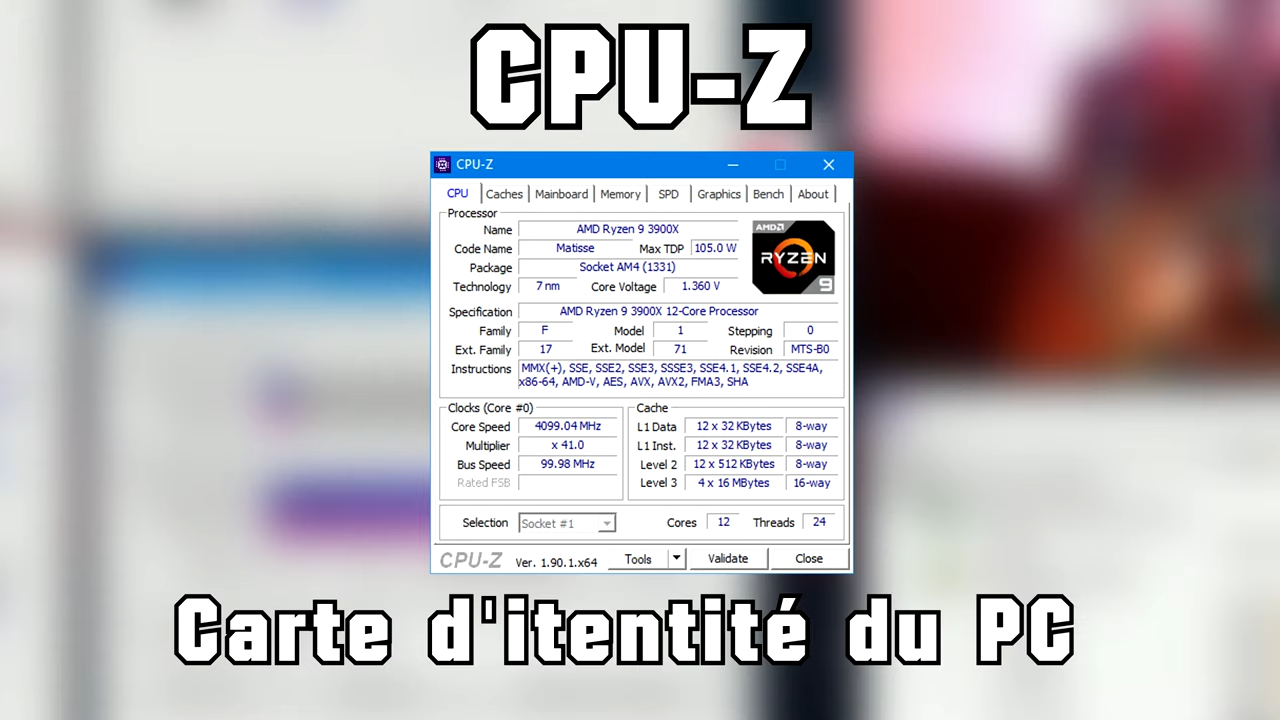 CPU-Z
CPU-Z
CPU Caches Mainboard Memory SPD Graphics Bench About
Processor
Name AMD Ryzen 9 3900X
Code Name Matisse Max TDP 105.0 W
Package Socket AM4 (1331)
Technology 7 nm Core Voltage 1.360 V
AMD
RYZEN
9
Specification AMD Ryzen 9 3900X 12-Core Processor
Family F Model 1 Stepping 0
Ext. Family 17 Ext. Model 71 Revision MTS-B0
Instructions MMX(+), SSE, SSE2, SSE3, SSSE3, SSE4.1, SSE4.2, SSE4A,
x86-64, AMD-V, AES, AVX, AVX2, FMA3, SHA
Clocks (Core #0)
Core Speed 4099.04 MHz
Multiplier x 41.0
Bus Speed 99.98 MHz
Rated FSB
Cache
L1 Data 12 x 32 KBytes 8-way
L1 Inst. 12 x 32 KBytes 8-way
Level 2 12 x 512 KBytes 8-way
Level 3 4 x 16 MBytes 16-way
Selection Socket #1 Cores 12 Threads 24
CPU-Z Ver. 1.90.1.x64 Tools Validate Close
Carte d'itentité du PC